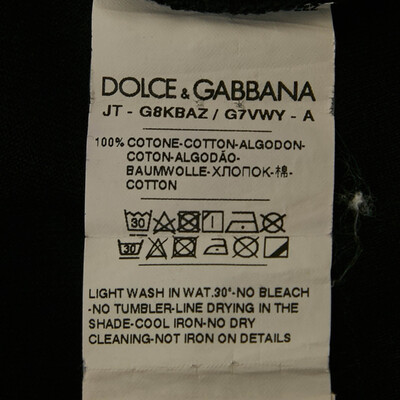 DOLCE & GABBANA
JT - G8KBAZ / G7VWY - A
100% COTONE-COTTON-ALGODON-
COTON-ALGODÃO-
BAUMWOLLE-ХЛОПОК-棉-
COTTON
30
30
LIGHT WASH IN WAT.30°-NO BLEACH
-NO TUMBLER-LINE DRYING IN THE
SHADE-COOL IRON-NO DRY
CLEANING-NOT IRON ON DETAILS